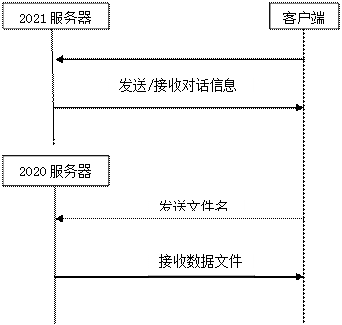 2021 服务器
客户端
发送/接收对话信息
2020 服务器
发送文件名
接收数据文件